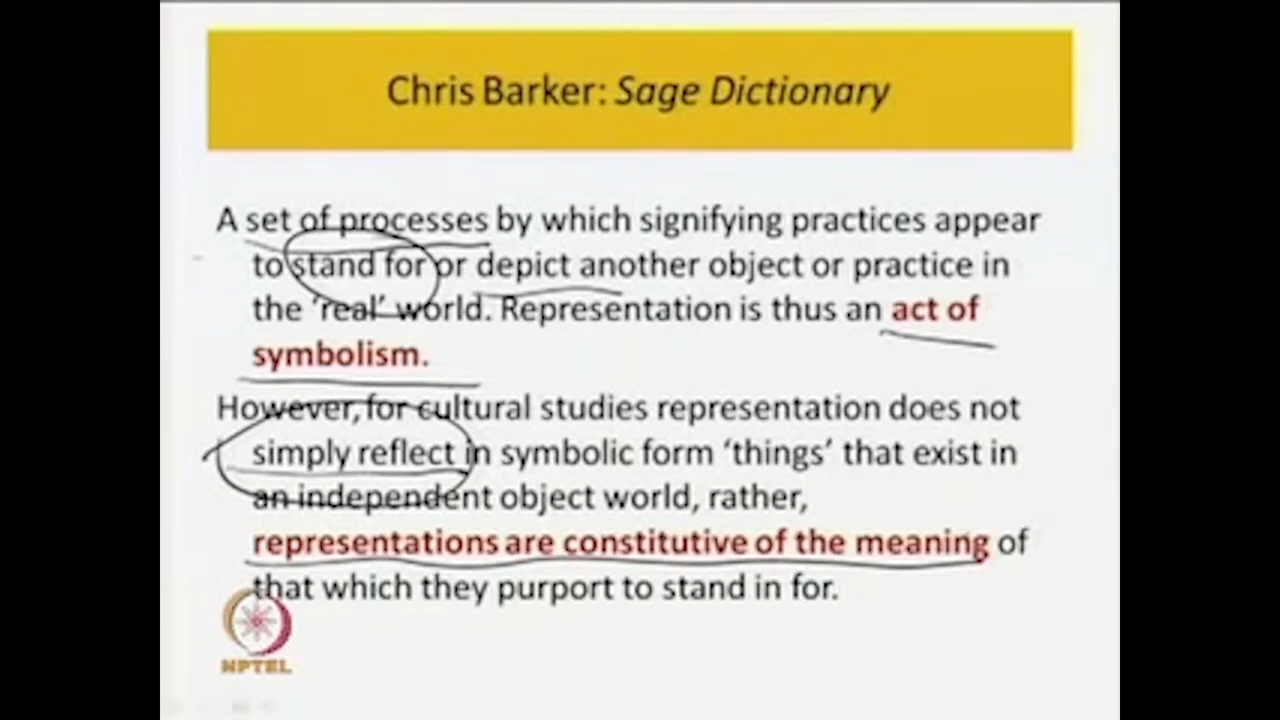 Chris Barker: Sage Dictionary
A set of processes by which signifying practices appear
to stand for or depict another object or practice in
the ‘real’ world. Representation is thus an act of
symbolism.
However, for cultural studies representation does not
simply reflect in symbolic form ‘things’ that exist in
an independent object world, rather,
representations are constitutive of the meaning of
that which they purport to stand in for.
NPTEL